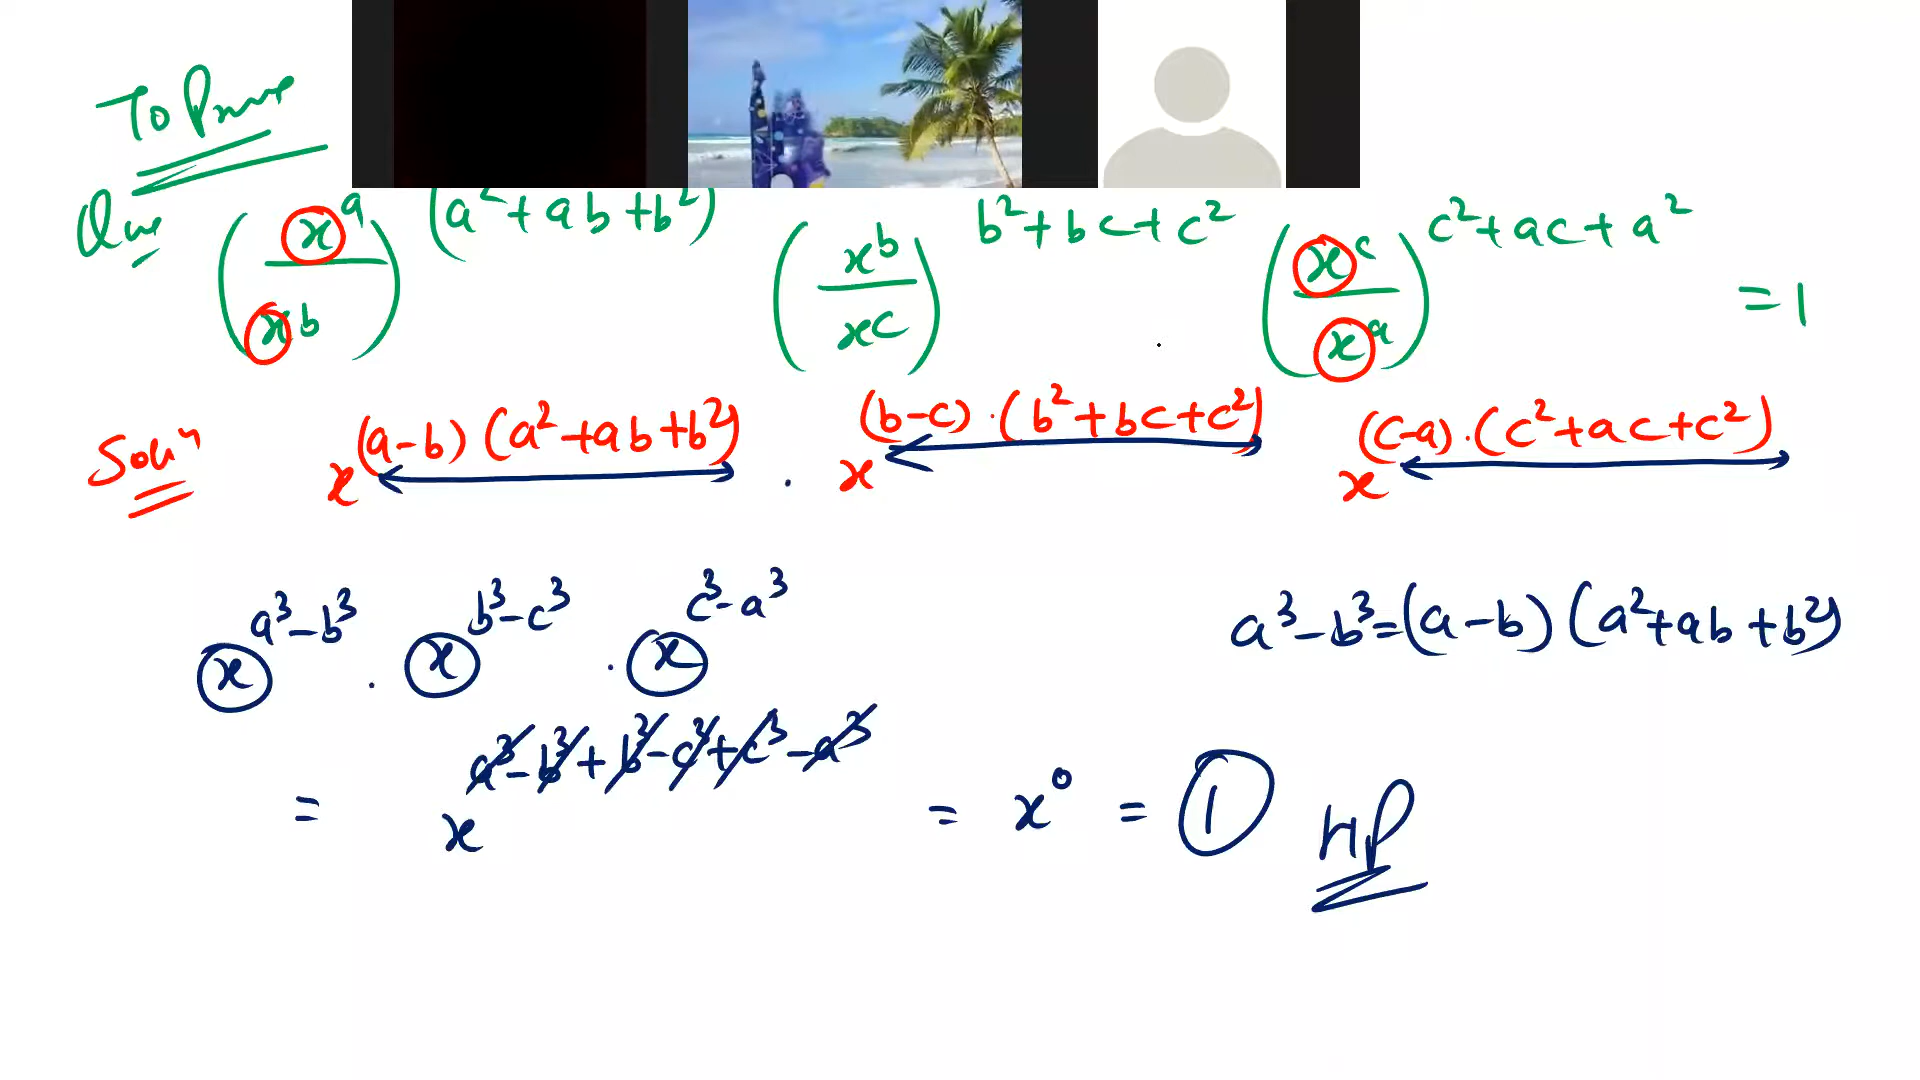 To Prove
Que (x^a/x^b)^(a²+ab+b²) (x^b/x^c)^b²+bc+c² (x^c/x^a)^c²+ac+a² = 1
Soluⁿ x^(a-b)(a²+ab+b²) . x^(b-c).(b²+bc+c²) x^(c-a).(c²+ac+c²)
x^a³-b³ . x^b³-c³ . x^c³-a³ a³-b³=(a-b)(a²+ab+b²)
= x^a³-b³+b³-c³+c³-a³ = x⁰ = 1 HP